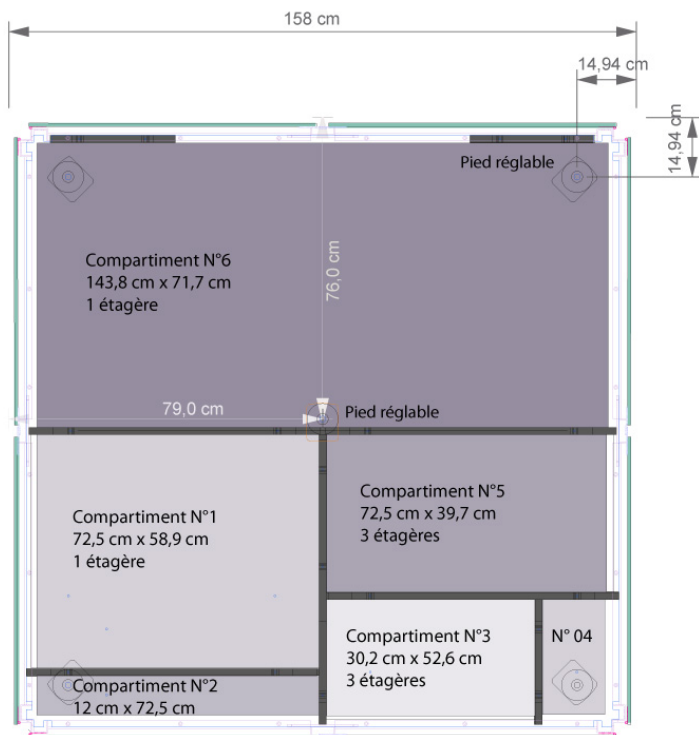 158 cm
14,94 cm
14,94 cm
Pied réglable
Compartiment N°6
143,8 cm x 71,7 cm
1 étagère
76,0 cm
79,0 cm
Pied réglable
Compartiment N°1
72,5 cm x 58,9 cm
1 étagère
Compartiment N°5
72,5 cm x 39,7 cm
3 étagères
Compartiment N°3
30,2 cm x 52,6 cm
3 étagères
N° 04
Compartiment N°2
12 cm x 72,5 cm